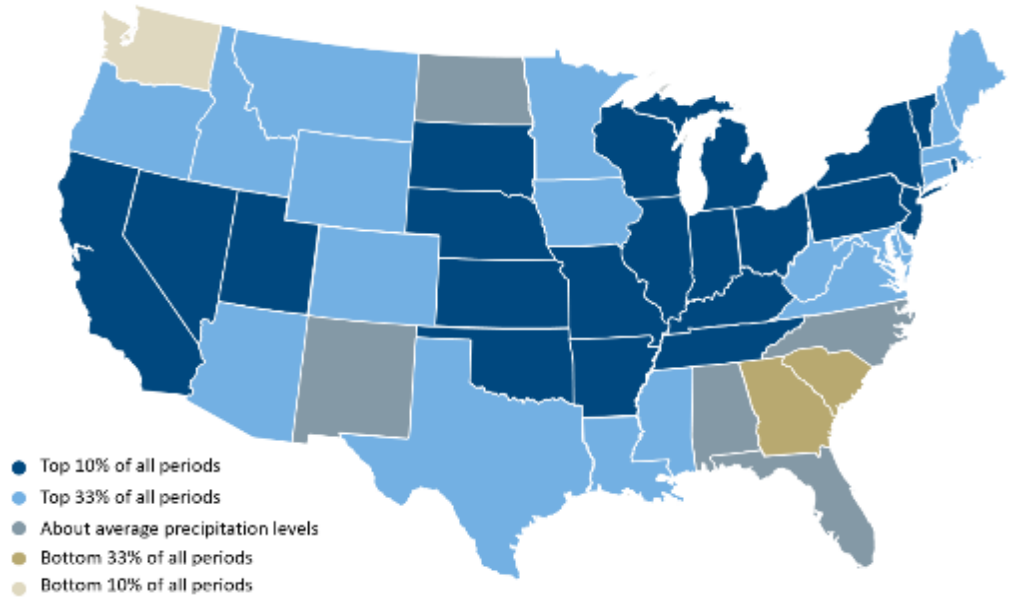 Top 10% of all periods
Top 33% of all periods
About average precipitation levels
Bottom 33% of all periods
Bottom 10% of all periods